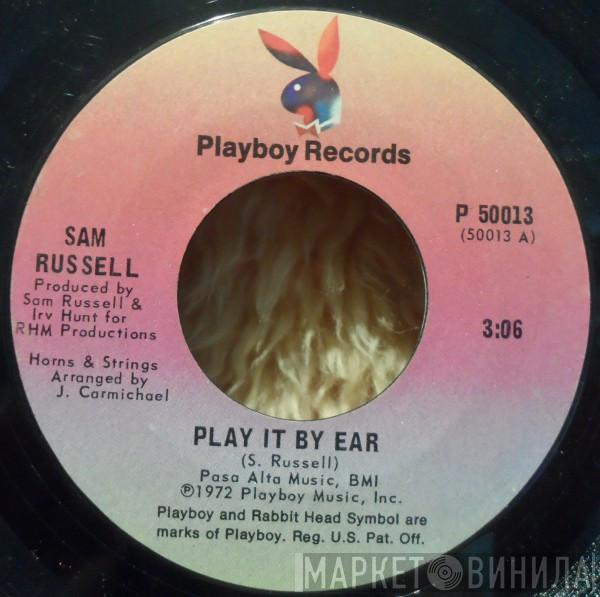 Playboy Records
P 50013
(50013 A)
SAM
RUSSELL
Produced by
Sam Russell &
Irv Hunt for
RHM Productions
3:06
Horns & Strings
Arranged by
J. Carmichael
PLAY IT BY EAR
(S. Russell)
Pasa Alta Music, BMI
℗1972 Playboy Music, Inc.
Playboy and Rabbit Head Symbol are
marks of Playboy. Reg. U.S. Pat. Off.
МАРКЕТ ВИНИЛА